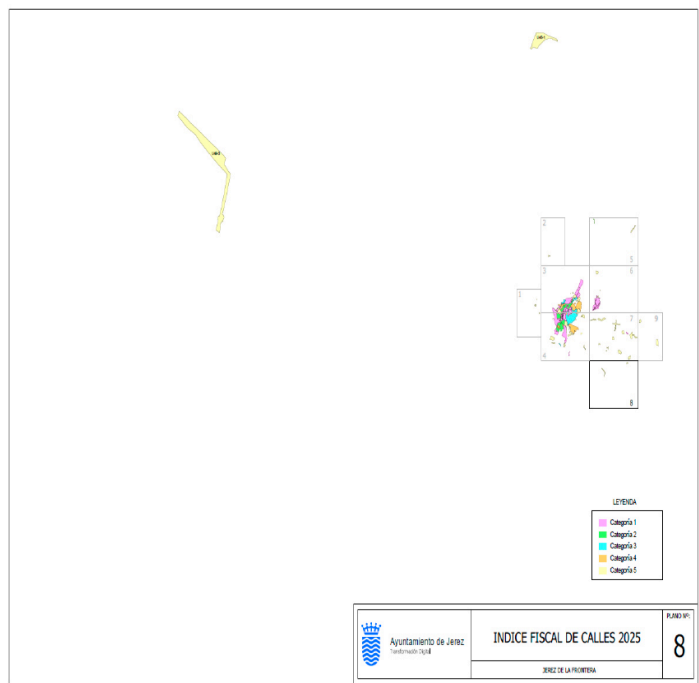 2
1
5
3
6
1
7
9
4
8
LEYENDA
Categoría 1
Categoría 2
Categoría 3
Categoría 4
Categoría 5
Ayuntamiento de Jerez
Transformación Digital
INDICE FISCAL DE CALLES 2025
JEREZ DE LA FRONTERA
PLANO Nº:
8